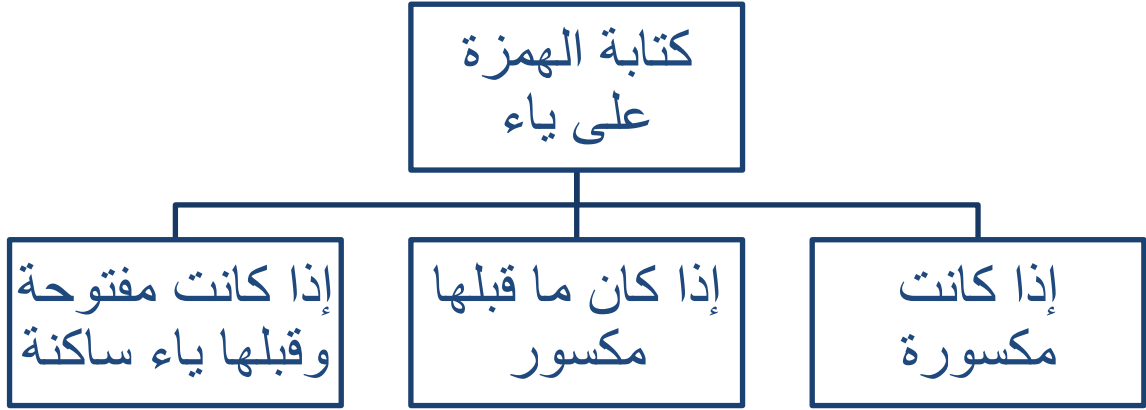 كتابة الهمزة
على ياء
إذا كانت
مكسورة
إذا كان ما قبلها
مكسور
إذا كانت مفتوحة
وقبلها ياء ساكنة